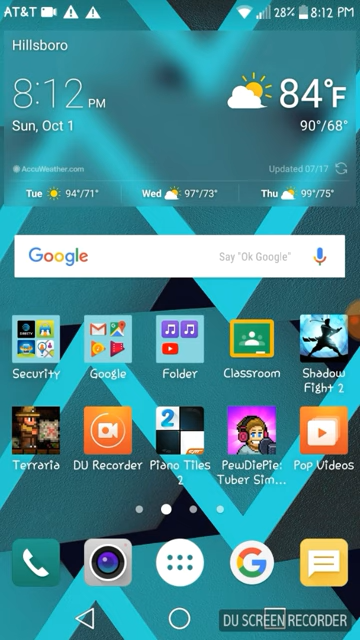 AT&T 28% 8:12 PM
Hillsboro
8:12 PM 84°F
Sun, Oct 1 90°/68°
AccuWeather.com Updated 07/17
Tue 94°/71° Wed 97°/73° Thu 99°/75°
Google Say "Ok Google"
Security Google Folder Classroom Shadow Fight 2
Terraria DU Recorder Piano Tiles 2 PewDiePie: Tuber Sim... Pop Videos
DU SCREEN RECORDER